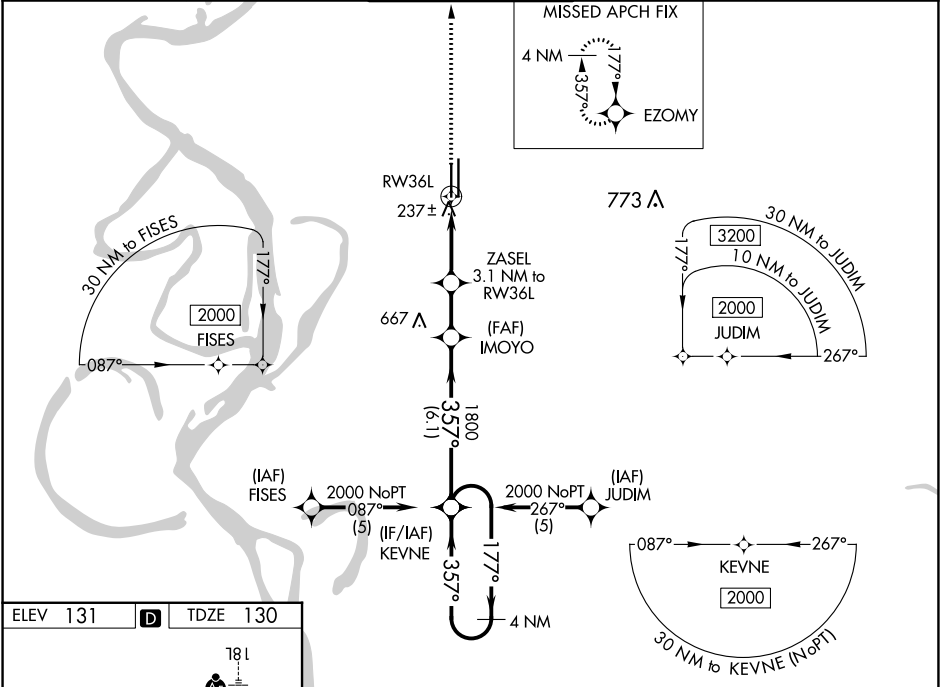 MISSED APCH FIX
4 NM
177°
357°
EZOMY
RW36L
237±
773
30 NM to FISES
177°
2000
FISES
087°
ZASEL
3.1 NM to
RW36L
667
(FAF)
IMOYO
30 NM to JUDIM
3200
10 NM to JUDIM
177°
2000
JUDIM
267°
1800
357°
(6.1)
(IAF)
FISES
2000 NoPT
087°
(5)
(IF/IAF)
KEVNE
2000 NoPT
267°
(5)
(IAF)
JUDIM
357°
177°
4 NM
087°
267°
KEVNE
2000
30 NM to KEVNE (NoPT)
ELEV 131
D
TDZE 130
18L